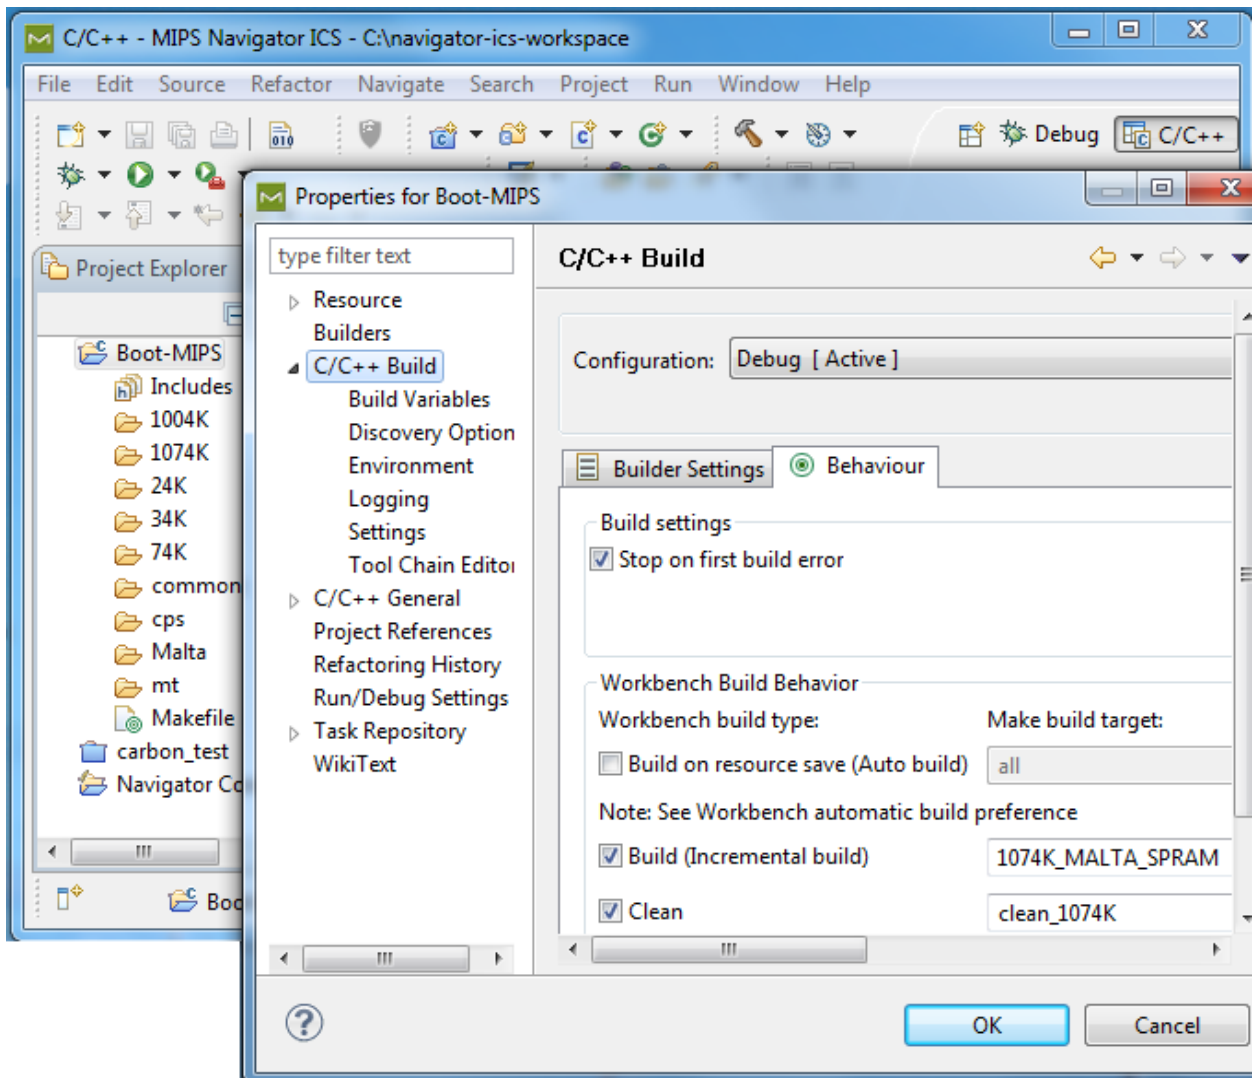 C/C++ - MIPS Navigator ICS - C:\navigator-ics-workspace
File Edit Source Refactor Navigate Search Project Run Window Help
010
Debug
C/C++
Properties for Boot-MIPS
Project Explorer
Boot-MIPS
Includes
1004K
1074K
24K
34K
74K
common
cps
Malta
mt
Makefile
carbon_test
Navigator Co
Boo
type filter text
Resource
Builders
C/C++ Build
Build Variables
Discovery Option
Environment
Logging
Settings
Tool Chain Editor
C/C++ General
Project References
Refactoring History
Run/Debug Settings
Task Repository
WikiText
C/C++ Build
Configuration: Debug [ Active ]
Builder Settings Behaviour
Build settings
Stop on first build error
Workbench Build Behavior
Workbench build type: Make build target:
Build on resource save (Auto build) all
Note: See Workbench automatic build preference
Build (Incremental build) 1074K_MALTA_SPRAM
Clean clean_1074K
OK Cancel